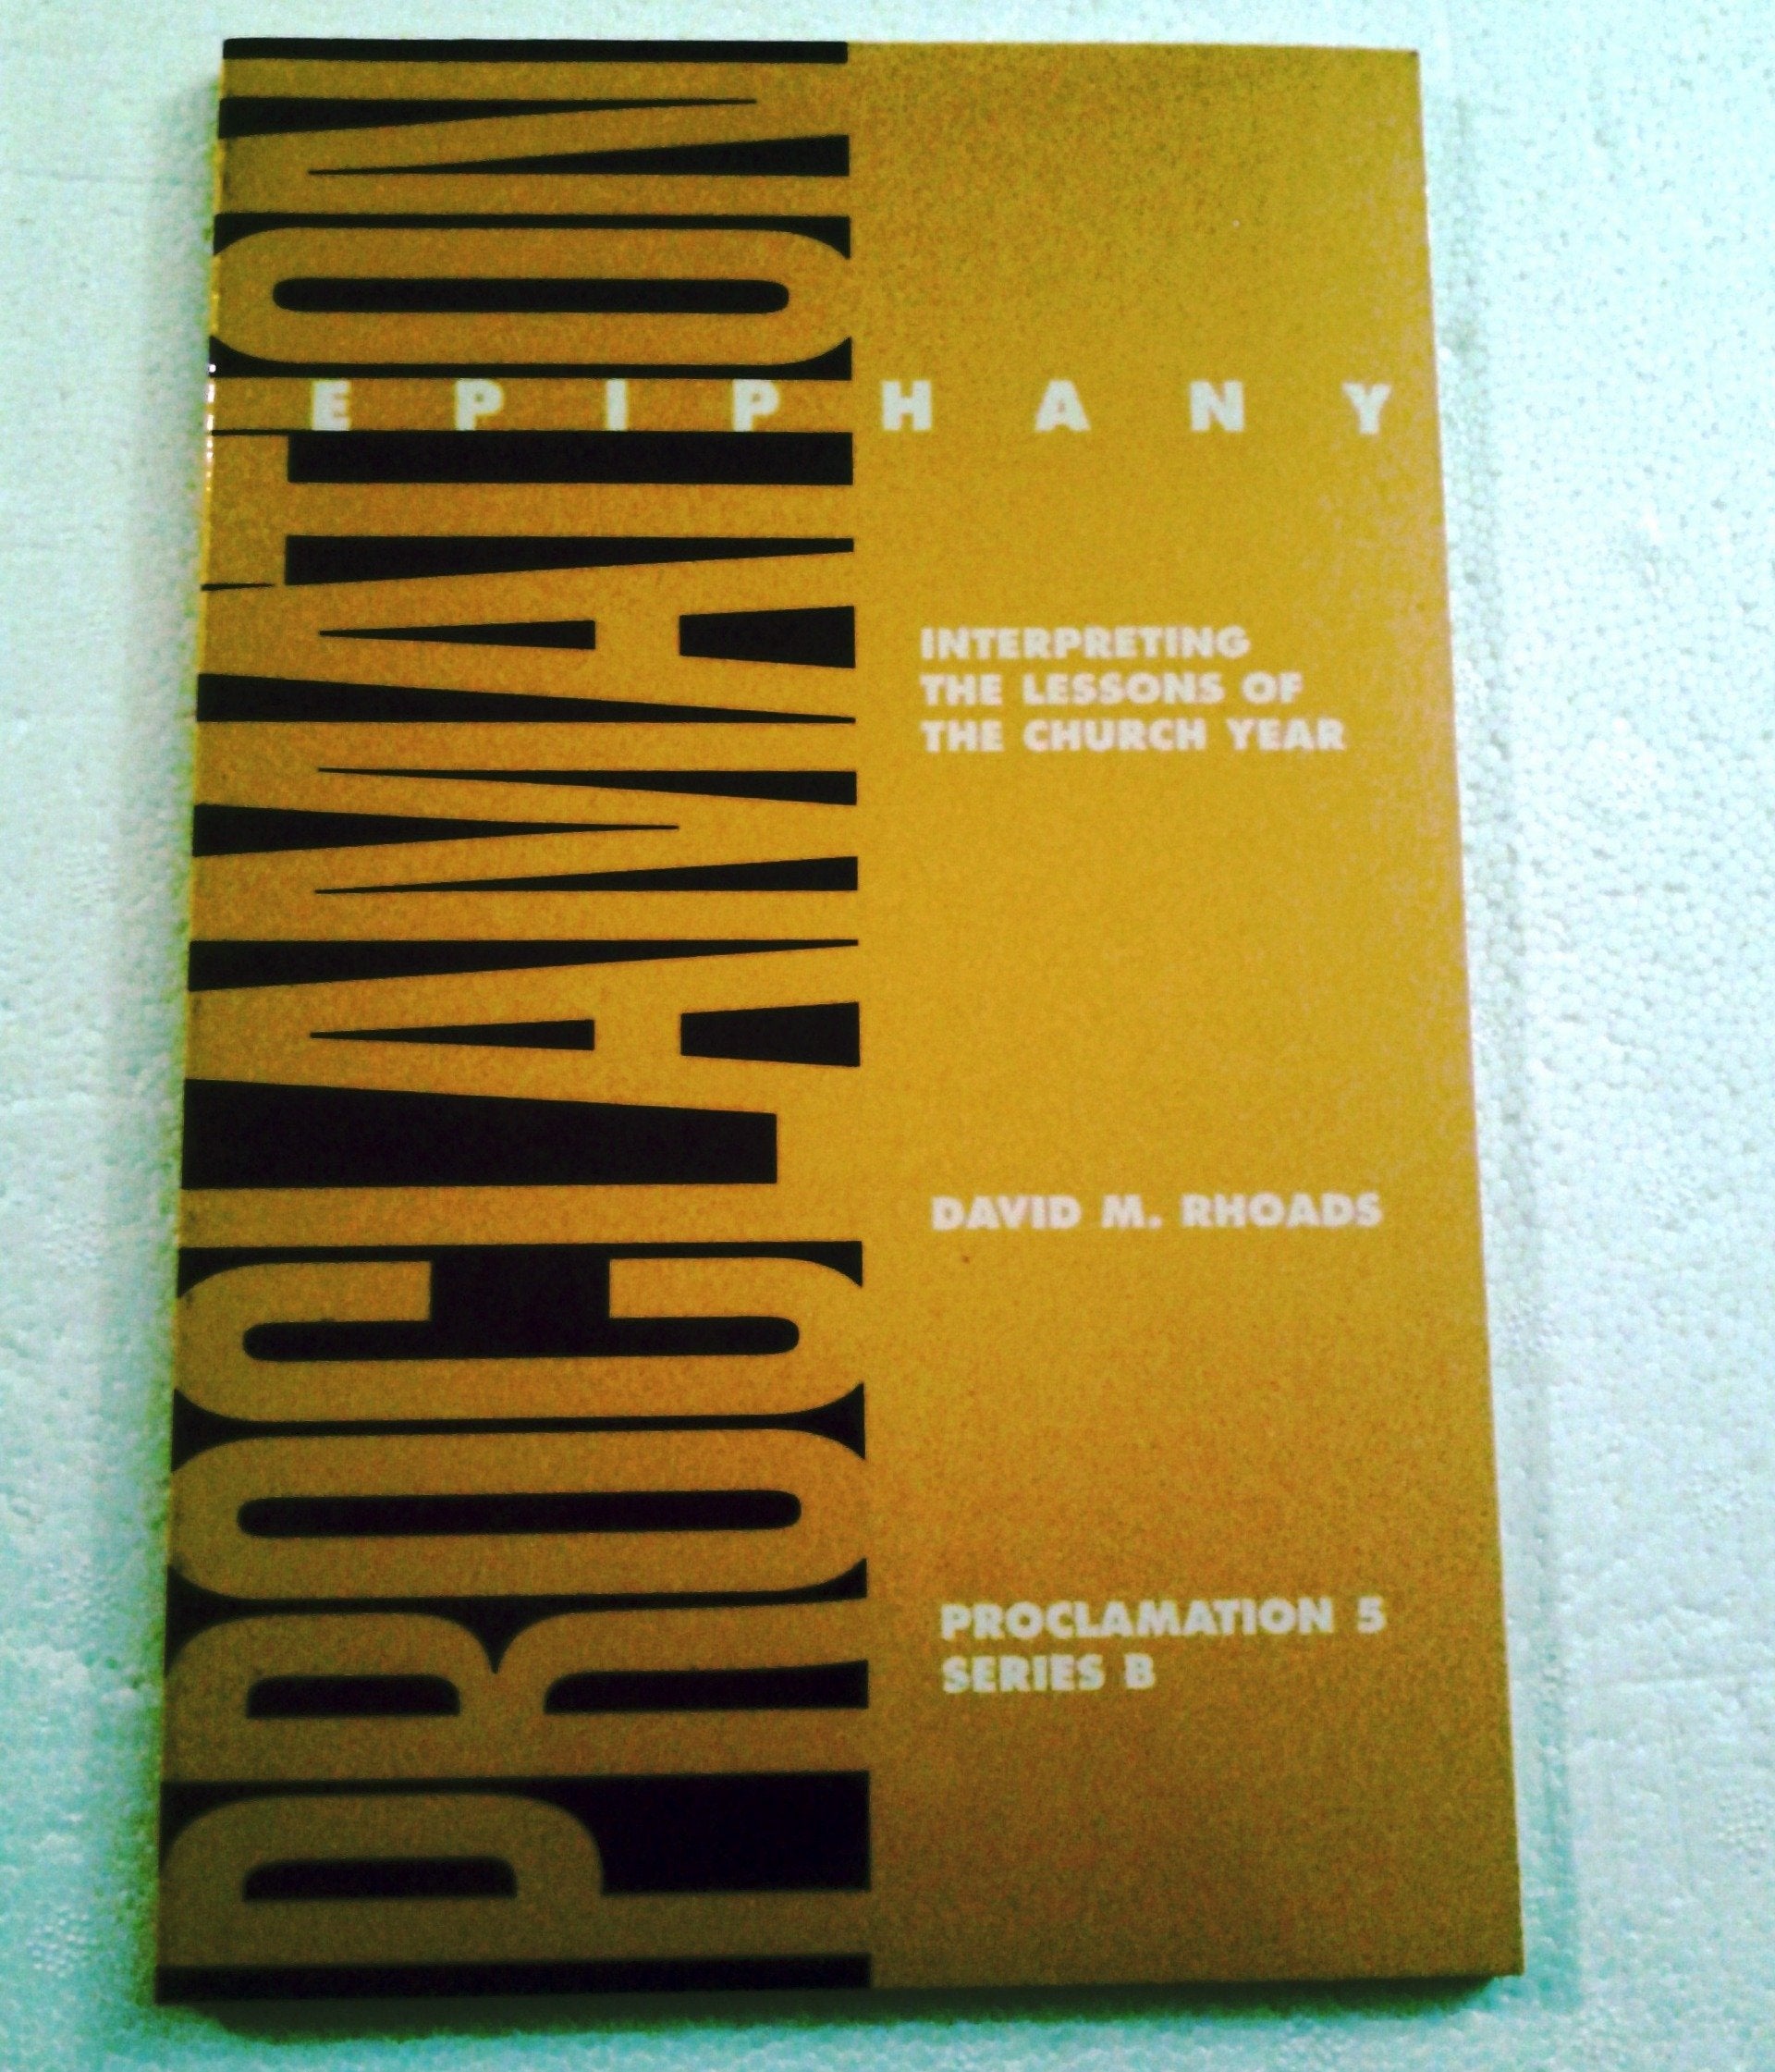 PROCLAMATION
EPIPHANY
INTERPRETING
THE LESSONS OF
THE CHURCH YEAR
DAVID M. RHOADS
PROCLAMATION 5
SERIES B